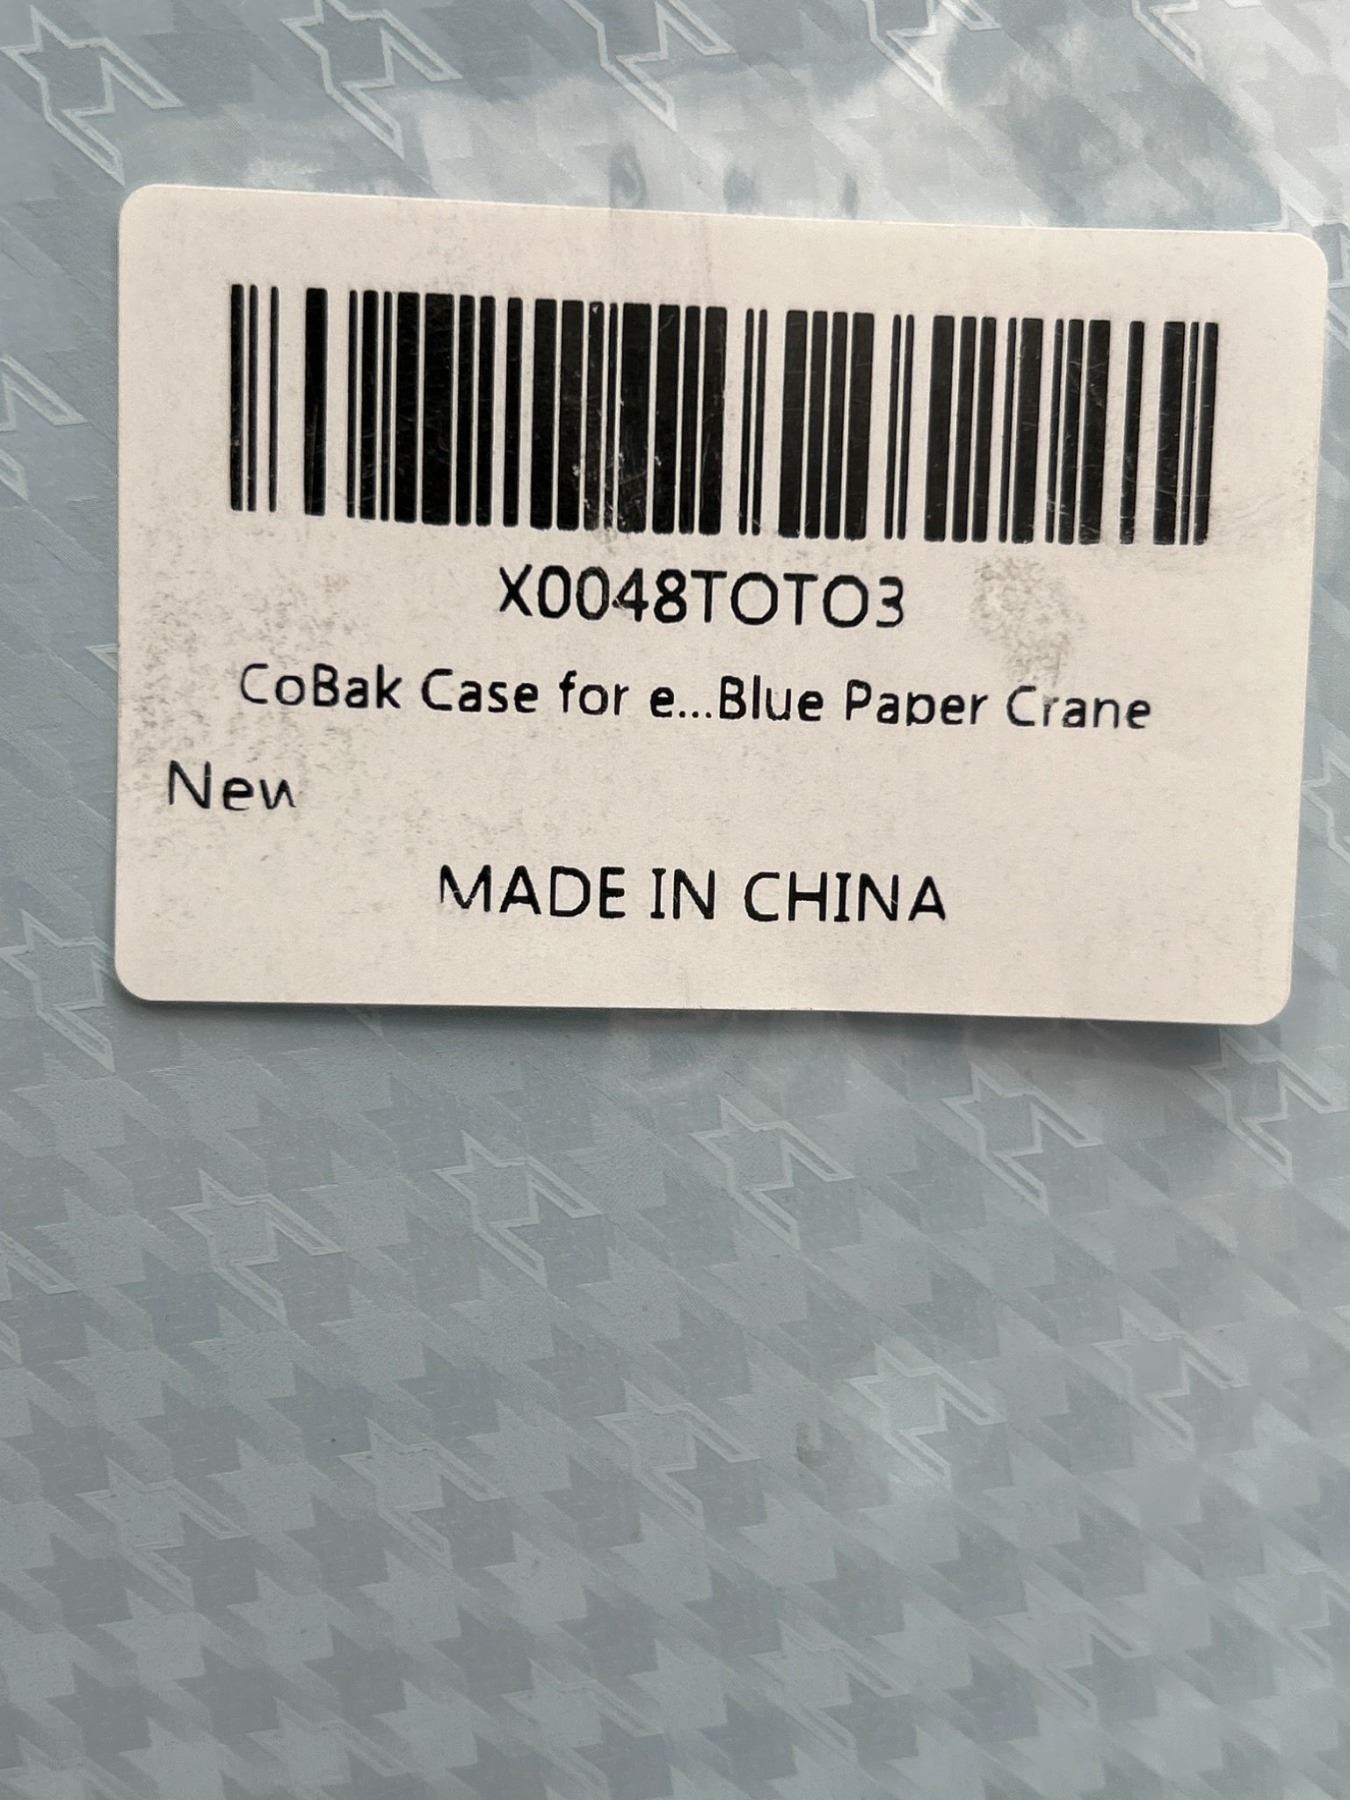 X0048TOTO3
CoBak Case for e...Blue Paper Crane
New
MADE IN CHINA